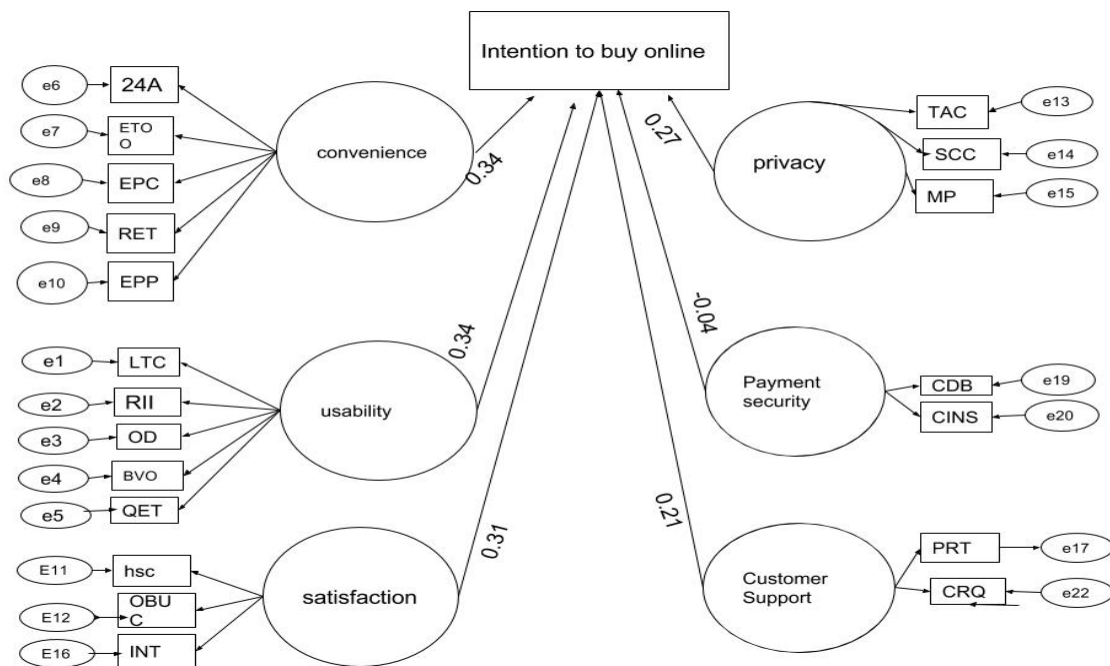 Intention to buy online
e6
24A
e7
ETO
O
e8
EPC
e9
RET
e10
EPP
convenience
0.34
e1
LTC
e2
RII
e3
OD
e4
BVO
e5
QET
usability
0.34
E11
hsc
E12
OBU
C
E16
INT
satisfaction
0.31
0.27
privacy
TAC
e13
SCC
e14
MP
e15
-0.04
Payment
security
CDB
e19
CINS
e20
0.21
Customer
Support
PRT
e17
CRQ
e22